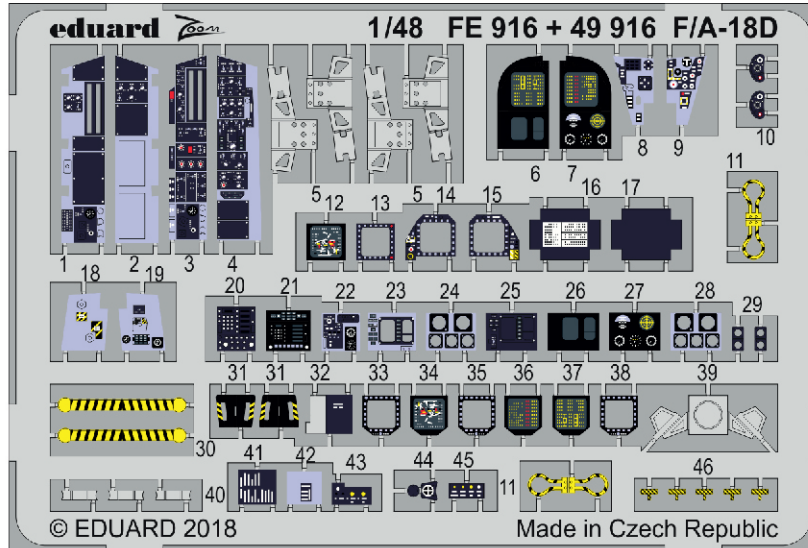 eduard Zoom 1/48 FE 916 + 49 916 F/A-18D
1 2 3 4 5 6 7 8 9 10
11
12 13 5 14 15 16 17
18 19
20 21 22 23 24 25 26 27 28 29
30
31 31 32 33 34 35 36 37 38 39
40
41 42 43 44 45 11 46
© EDUARD 2018 Made in Czech Republic